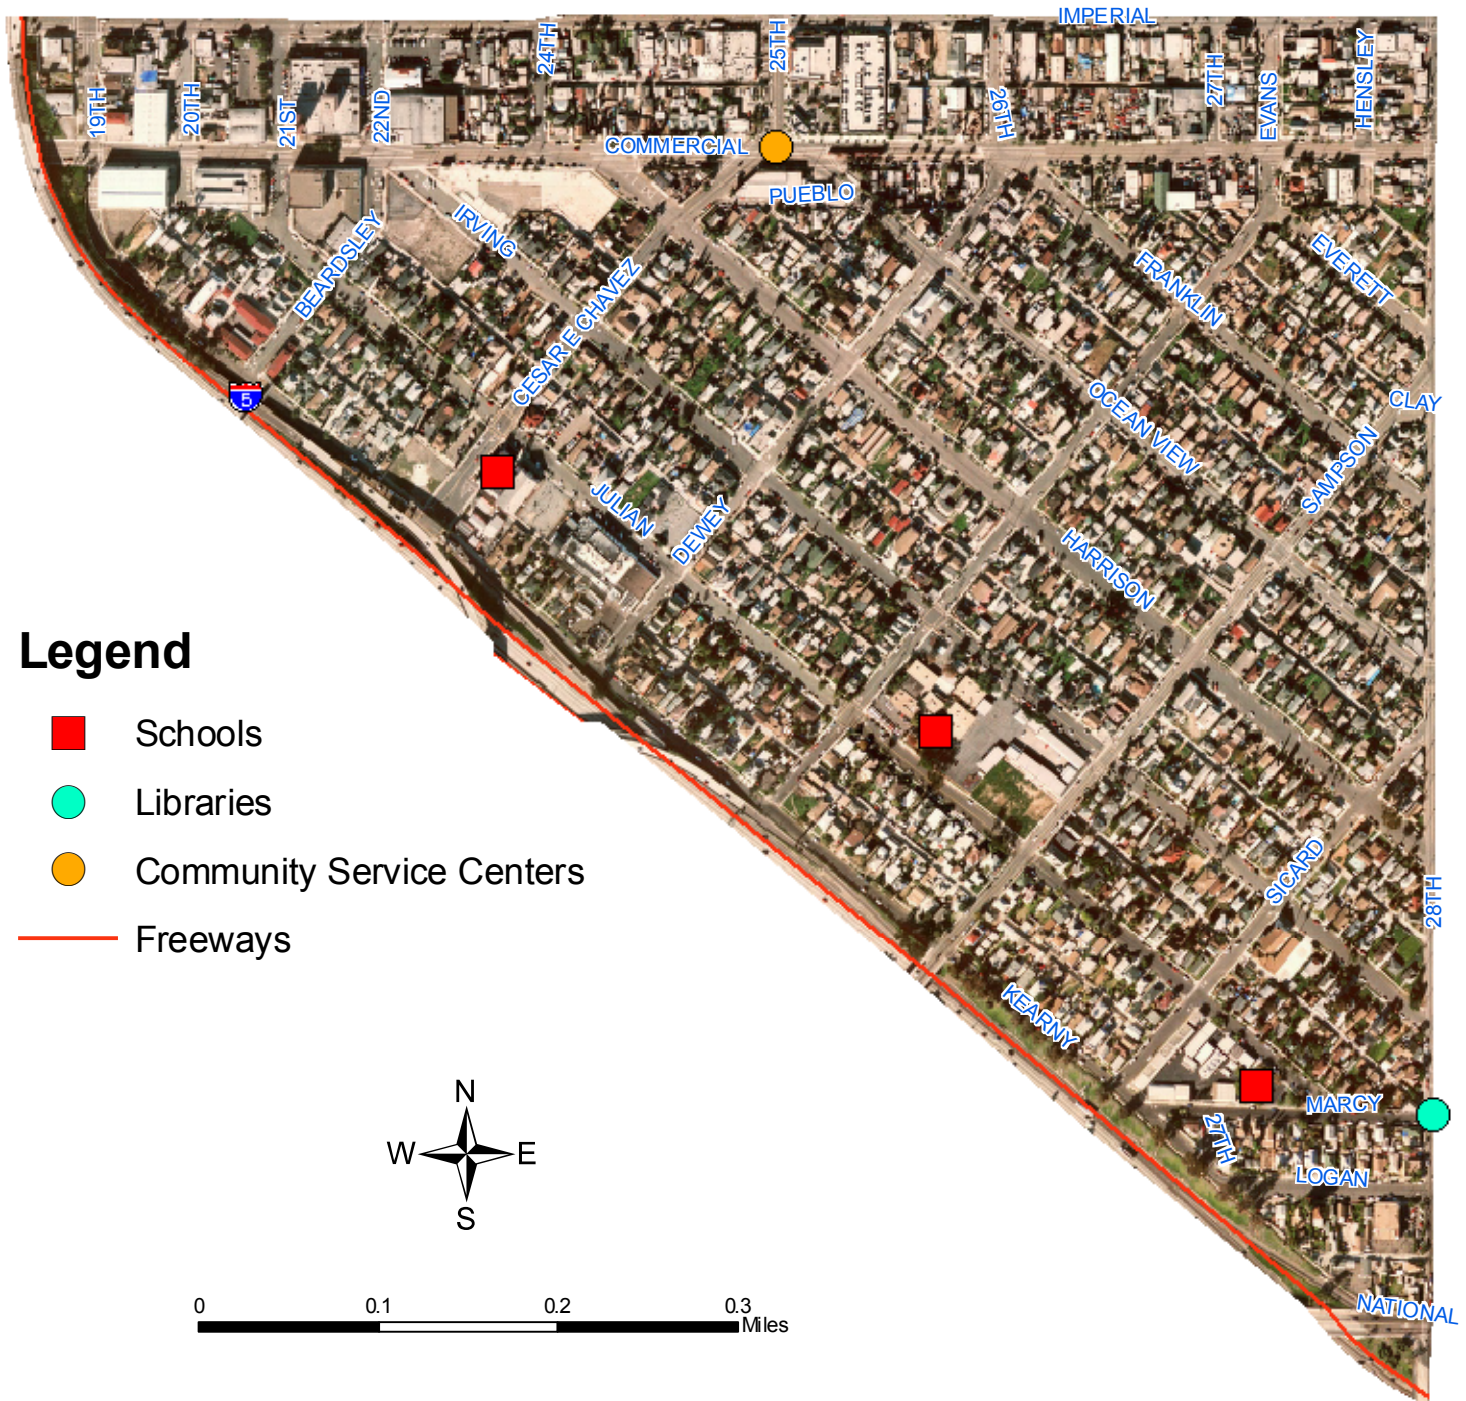 IMPERIAL
19TH
20TH
21ST
22ND
24TH
25TH
26TH
27TH
EVANS
HENSLEY
COMMERCIAL
PUEBLO
BEARDSLEY
IRVING
CESAR E CHAVEZ
FRANKLIN
EVERETT
5
OCEAN VIEW
CLAY
SAMPSON
JULIAN
DEWEY
HARRISON
SICARD
28TH
KEARNY
MARCY
27TH
LOGAN
NATIONAL
Legend
Schools
Libraries
Community Service Centers
Freeways
N
W E
S
0 0.1 0.2 0.3
Miles